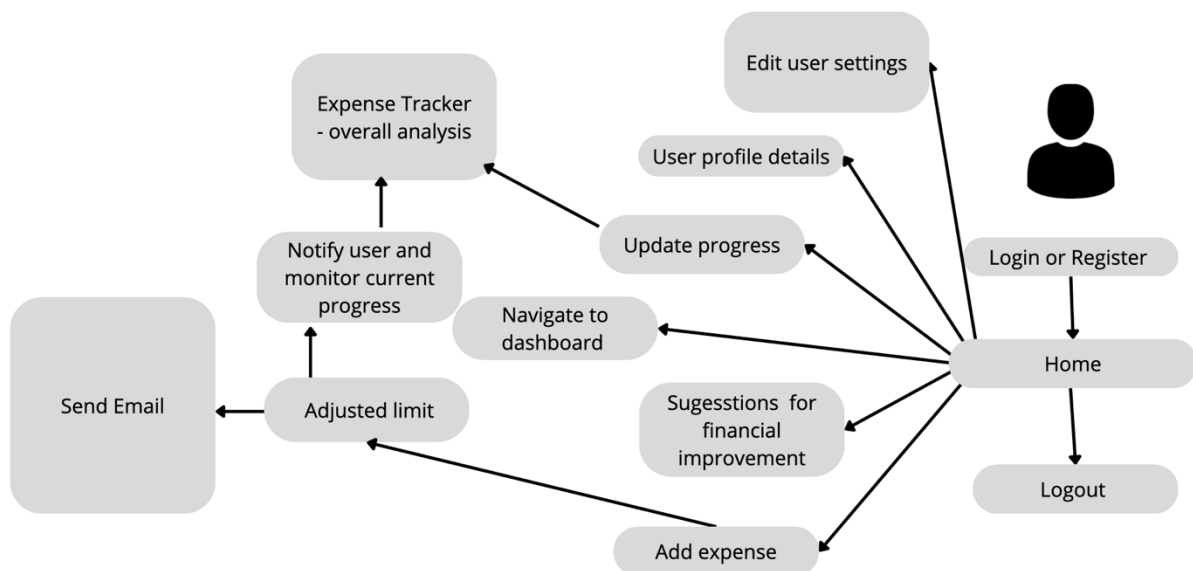 Edit user settings
Expense Tracker
- overall analysis
User profile details
Update progress
Login or Register
Notify user and
monitor current
progress
Navigate to
dashboard
Home
Send Email
Adjusted limit
Sugesstions for
financial
improvement
Logout
Add expense